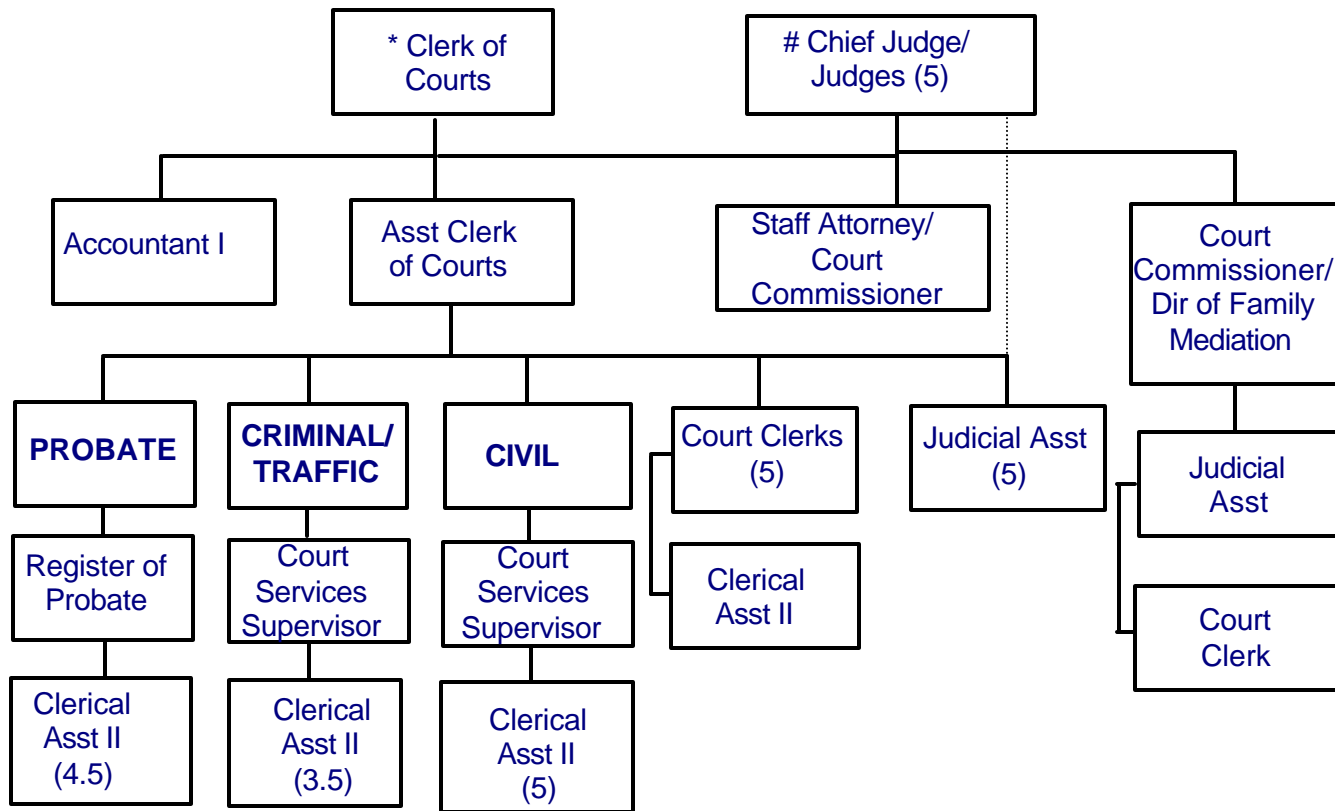 * Clerk of
Courts
# Chief Judge/
Judges (5)
Accountant I
Asst Clerk
of Courts
Staff Attorney/
Court
Commissioner
Court
Commissioner/
Dir of Family
Mediation
PROBATE
CRIMINAL/
TRAFFIC
CIVIL
Court Clerks
(5)
Judicial Asst
(5)
Judicial
Asst
Register of
Probate
Court
Services
Supervisor
Court
Services
Supervisor
Clerical
Asst II
Court
Clerk
Clerical
Asst II
(4.5)
Clerical
Asst II
(3.5)
Clerical
Asst II
(5)